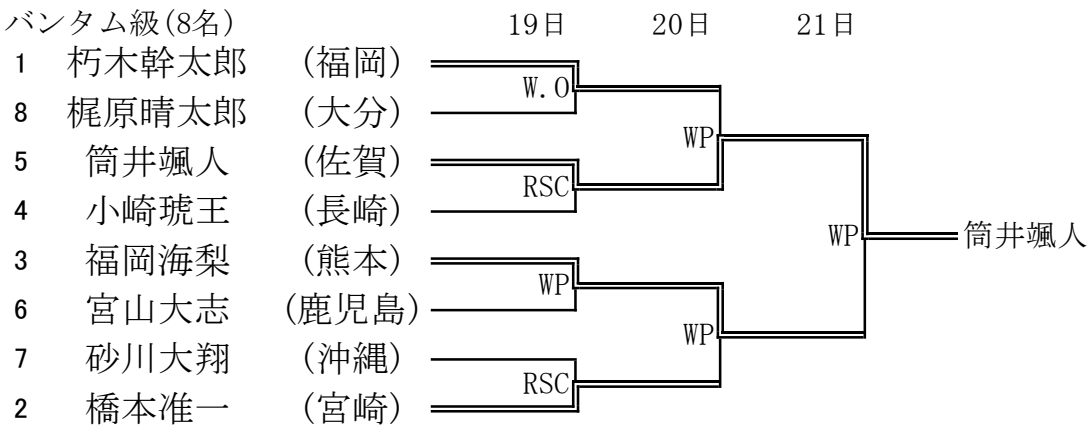 バンタム級(8名) 19日 20日 21日
1 朽木幹太郎 (福岡)
W.O
8 梶原晴太郎 (大分)
WP
5 筒井颯人 (佐賀)
RSC
4 小崎琥王 (長崎)
WP 筒井颯人
3 福岡海梨 (熊本)
WP
6 宮山大志 (鹿児島)
WP
7 砂川大翔 (沖縄)
RSC
2 橋本准一 (宮崎)